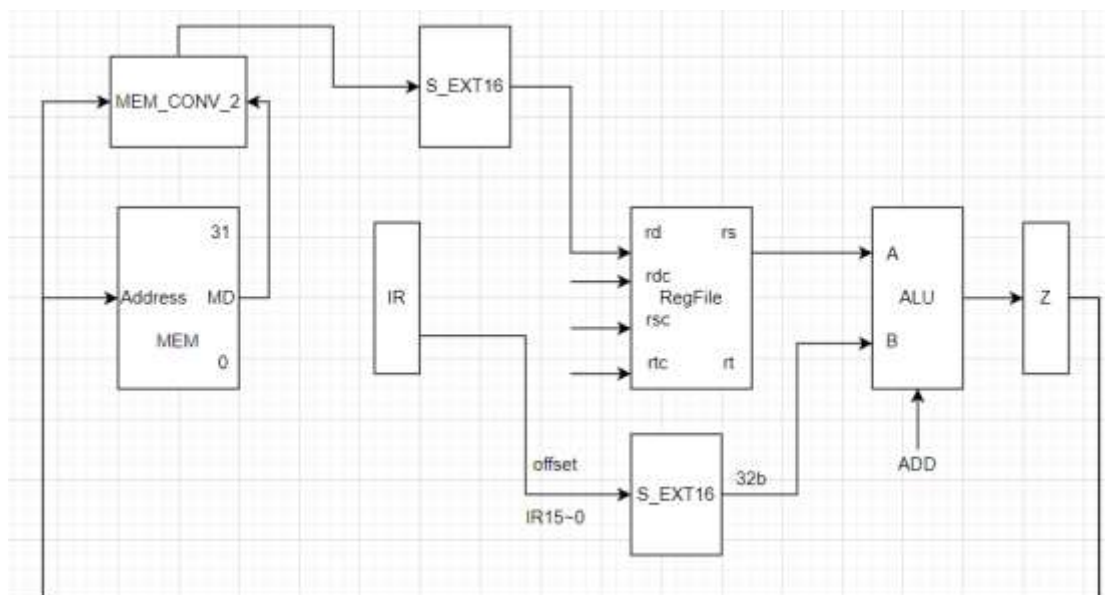 S_EXT16
MEM_CONV_2
31
rd rs
A
rdc
Address MD
IR
RegFile
ALU
Z
rsc
MEM
B
0
rtc rt
offset
32b
ADD
S_EXT16
IR15~0